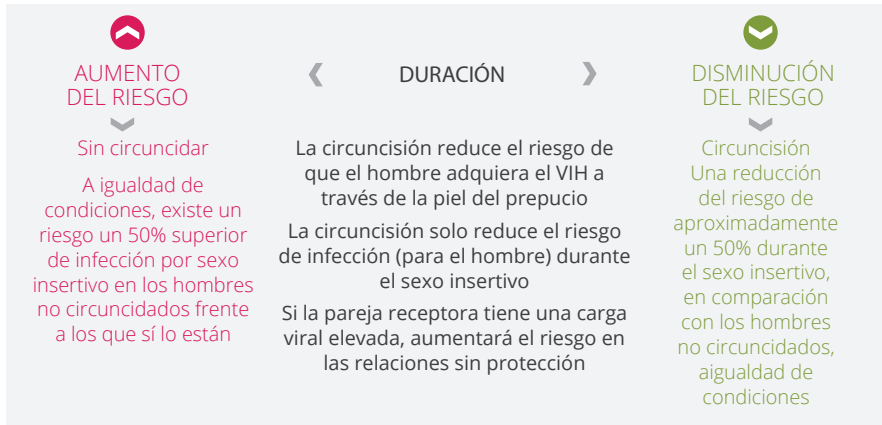 AUMENTO
DEL RIESGO
Sin circuncidar
A igualdad de
condiciones, existe un
riesgo un 50% superior
de infección por sexo
insertivo en los hombres
no circuncidados frente
a los que sí lo están
DURACIÓN
La circuncisión reduce el riesgo de
que el hombre adquiera el VIH a
través de la piel del prepucio
La circuncisión solo reduce el riesgo
de infección (para el hombre) durante
el sexo insertivo
Si la pareja receptora tiene una carga
viral elevada, aumentará el riesgo en
las relaciones sin protección
DISMINUCIÓN
DEL RIESGO
Circuncisión
Una reducción
del riesgo de
aproximadamente
un 50% durante
el sexo insertivo,
en comparación
con los hombres
no circuncidados,
aigualdad de
condiciones